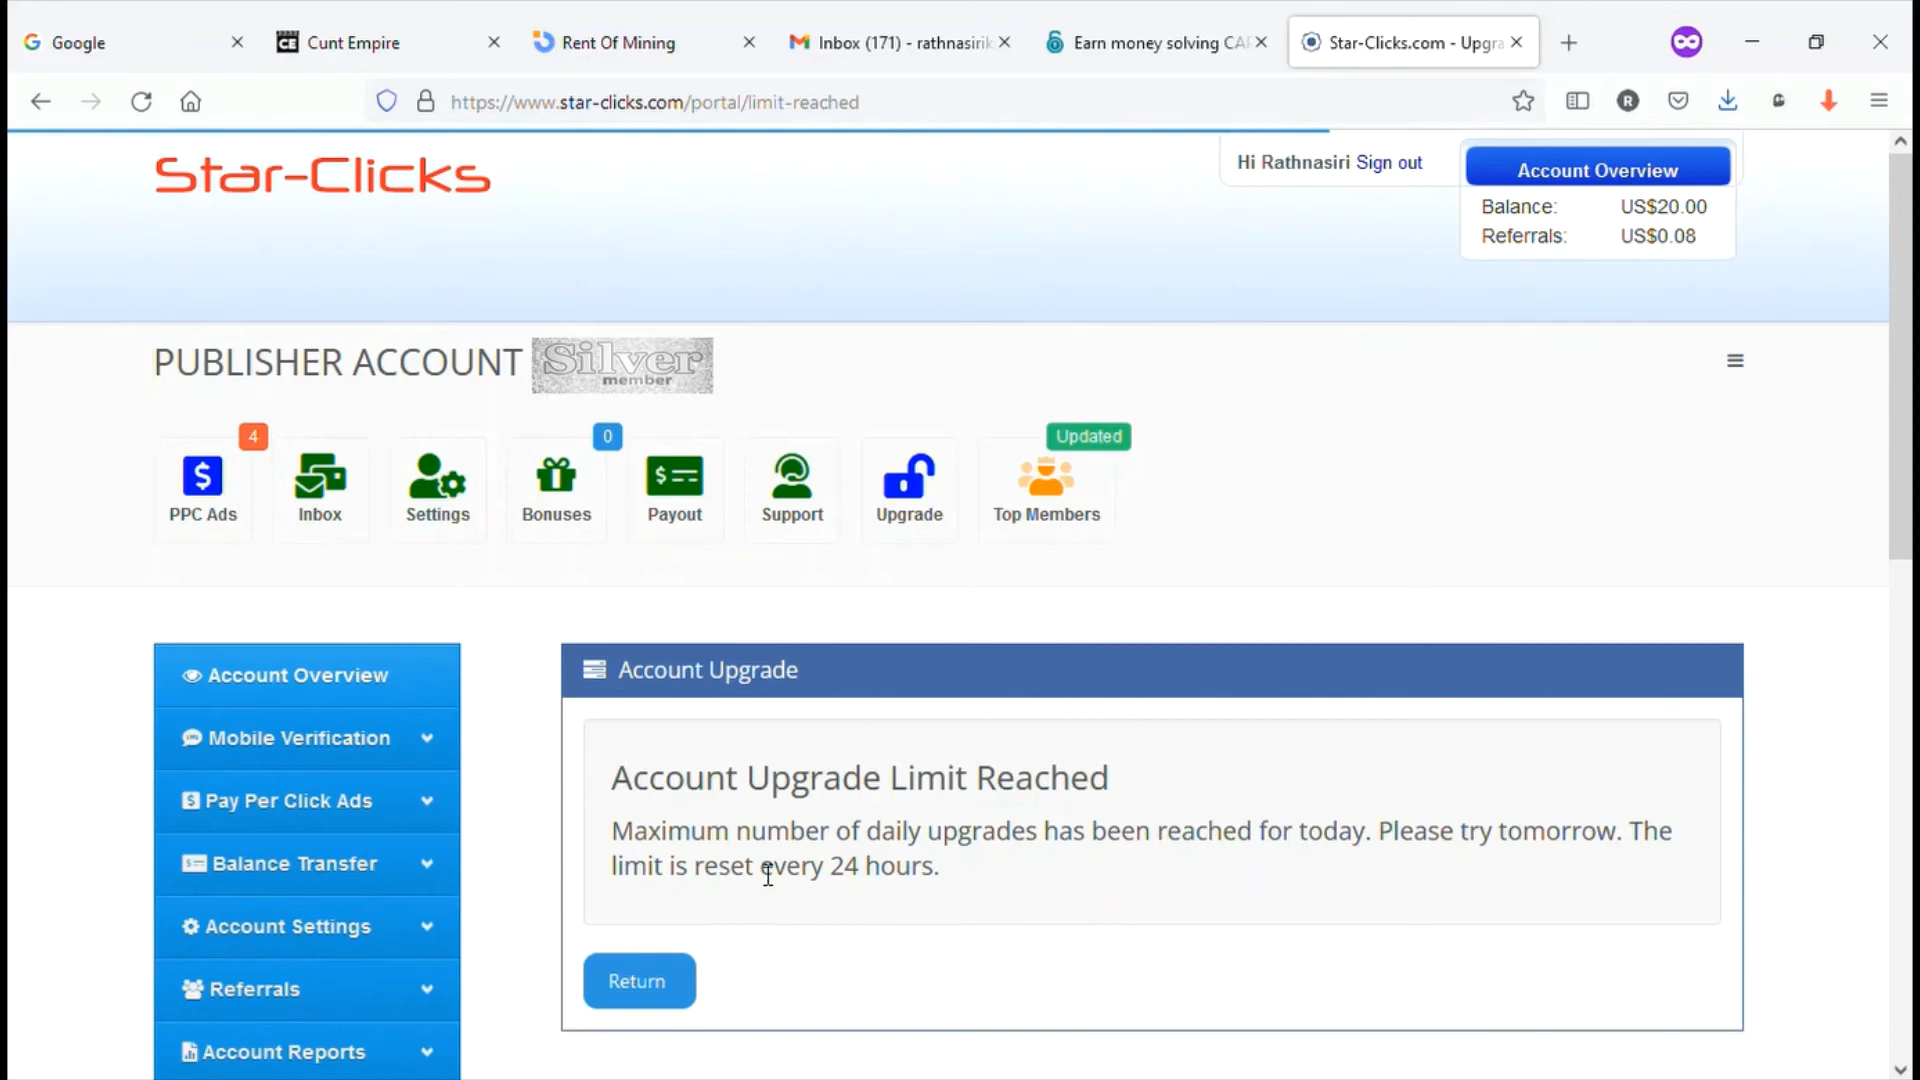 Google
CE Cunt Empire
Rent Of Mining
Inbox (171) - rathnasirik
Earn money solving CA
Star-Clicks.com - Upgra
https://www.star-clicks.com/portal/limit-reached
R
Star-Clicks
Hi Rathnasiri Sign out
Account Overview
Balance: US$20.00
Referrals: US$0.08
PUBLISHER ACCOUNT Silver member
4
0
Updated
PPC Ads
Inbox
Settings
Bonuses
Payout
Support
Upgrade
Top Members
Account Overview
Mobile Verification
Pay Per Click Ads
Balance Transfer
Account Settings
Referrals
Account Reports
Account Upgrade
Account Upgrade Limit Reached
Maximum number of daily upgrades has been reached for today. Please try tomorrow. The
limit is reset every 24 hours.
Return